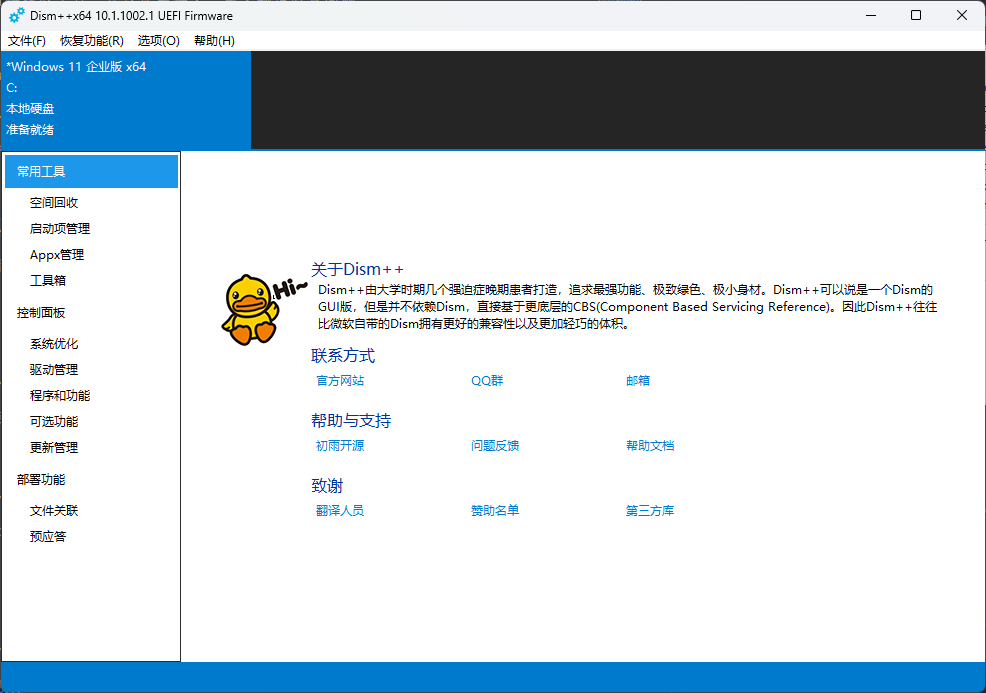 Dism++x64 10.1.1002.1 UEFI Firmware
文件(F) 恢复功能(R) 选项(O) 帮助(H)
*Windows 11 企业版 x64
C:
本地硬盘
准备就绪
常用工具
空间回收
启动项管理
Appx管理
工具箱
控制面板
系统优化
驱动管理
程序和功能
可选功能
更新管理
部署功能
文件关联
预应答
Hi~
关于Dism++
Dism++由大学时期几个强迫症晚期患者打造，追求最强功能、极致绿色、极小身材。Dism++可以说是一个Dism的
GUI版，但是并不依赖Dism，直接基于更底层的CBS(Component Based Servicing Reference)。因此Dism++往往
比微软自带的Dism拥有更好的兼容性以及更加轻巧的体积。
联系方式
官方网站 QQ群 邮箱
帮助与支持
初雨开源 问题反馈 帮助文档
致谢
翻译人员 赞助名单 第三方库